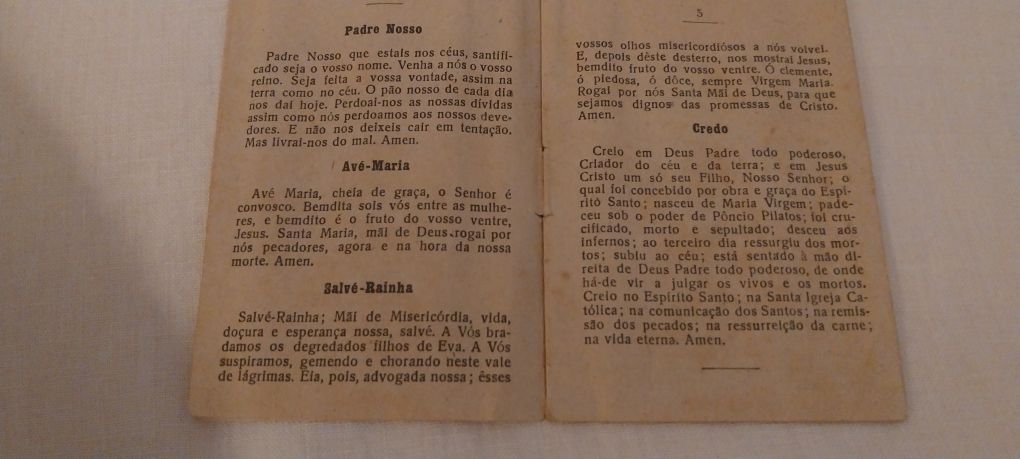 Padre Nosso
Padre Nosso que estais nos céus, santifi-
cado seja o vosso nome. Venha a nós o vosso
reino. Seja feita a vossa vontade, assim na
terra como no céu. O pão nosso de cada dia
nos dai hoje. Perdoai-nos as nossas dívidas
assim como nós perdoamos aos nossos deve-
dores. E não nos deixeis cair em tentação.
Mas livrai-nos do mal. Amen.
Avé-Maria
Avé Maria, cheia de graça, o Senhor é
convosco. Bemdita sois vós entre as mulhe-
res, e bemdito é o fruto do vosso ventre,
Jesus. Santa Maria, mãi de Deus, rogai por
nós pecadores, agora e na hora da nossa
morte. Amen.
Salvé-Rainha
Salvé-Rainha; Mãi de Misericórdia, vida,
doçura e esperança nossa, salvé. A Vós bra-
damos os degredados filhos de Eva. A Vós
suspiramos, gemendo e chorando neste vale
de lágrimas. Eia, pois, advogada nossa; êsses
5
vossos olhos misericordiósos a nós volvei.
E, depois dêste desterro, nos mostrai Jesus,
bemdito fruto do vosso ventre. Ó clemente,
ó piedosa, ó dôce, sempre Virgem Maria.
Rogai por nós Santa Mãi de Deus, para que
sejamos dignos das promessas de Cristo.
Amen.
Credo
Creio em Deus Padre todo poderoso,
Criador do céu e da terra; e em Jesus
Cristo um só seu Filho, Nosso Senhor; o
qual foi concebido por obra e graça do Espí-
rito Santo; nasceu de Maria Virgem; pade-
ceu sob o poder de Pôncio Pilatos; foi cru-
cificado, morto e sepultado; desceu aos
infernos; ao terceiro dia ressurgiu dos mor-
tos; subiu ao céu; está sentado à mão di-
reita de Deus Padre todo poderoso, de onde
há-de vir a julgar os vivos e os mortos.
Creio no Espírito Santo; na Santa Igreja Ca-
tólica; na comunicação dos Santos; na remis-
são dos pecados; na ressurreição da carne;
na vida eterna. Amen.